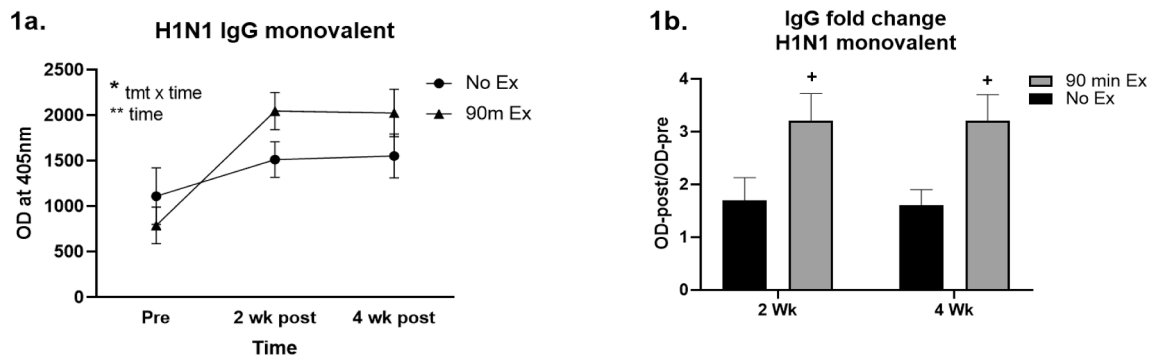 1a.
H1N1 IgG monovalent
OD at 405nm
2500
2000
1500
1000
500
0
* tmt x time
** time
No Ex
90m Ex
Pre
2 wk post
4 wk post
Time
1b.
IgG fold change
H1N1 monovalent
OD-post/OD-pre
4
3
2
1
0
+
+
90 min Ex
No Ex
2 Wk
4 Wk